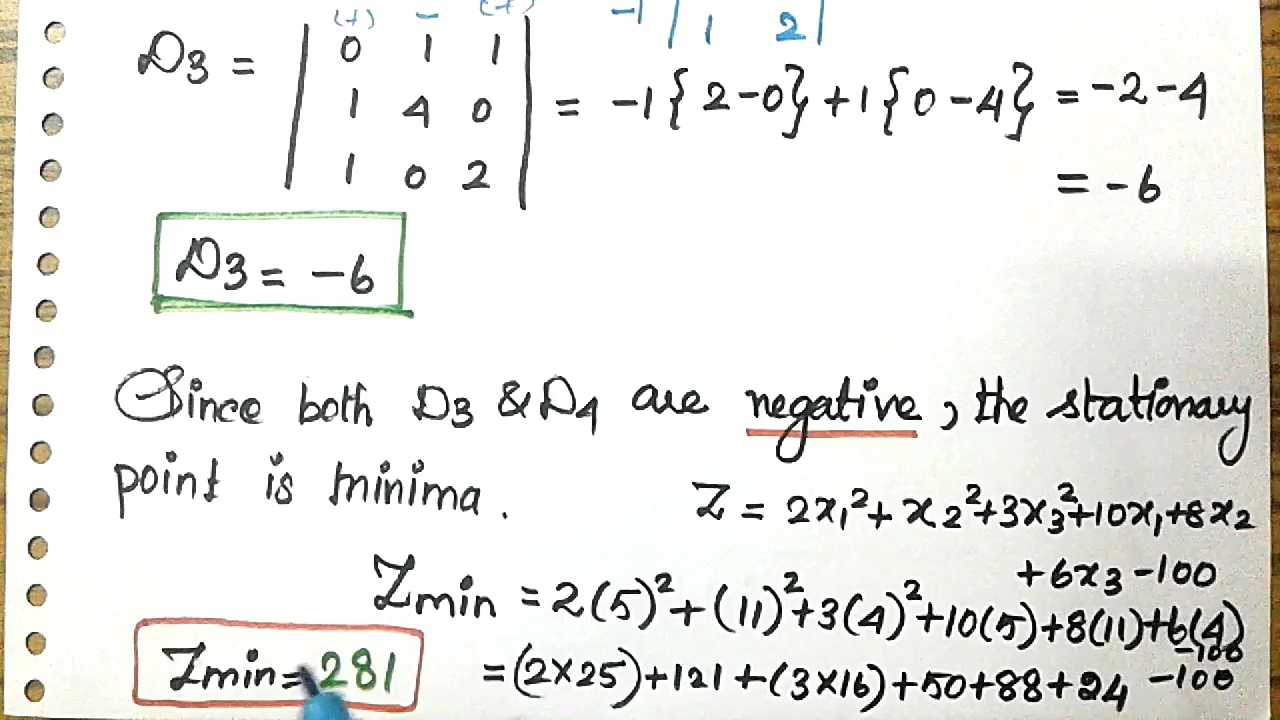 (+) - (+)
-1 | 1 2 |
D3 = | 0 1 1 |
| 1 4 0 | = -1{2-0}+1{0-4} = -2-4
| 1 0 2 | = -6
D3 = -6
Since both D3 & D4 are negative, the stationary
point is minima.
Z = 2x₁²+x₂²+3x₃²+10x₁+8x₂
+6x₃-100
Zmin = 2(5)²+(11)²+3(4)²+10(5)+8(11)+6(4)
-100
= (2×25)+121+(3×16)+50+88+24 -100
Zmin = 281